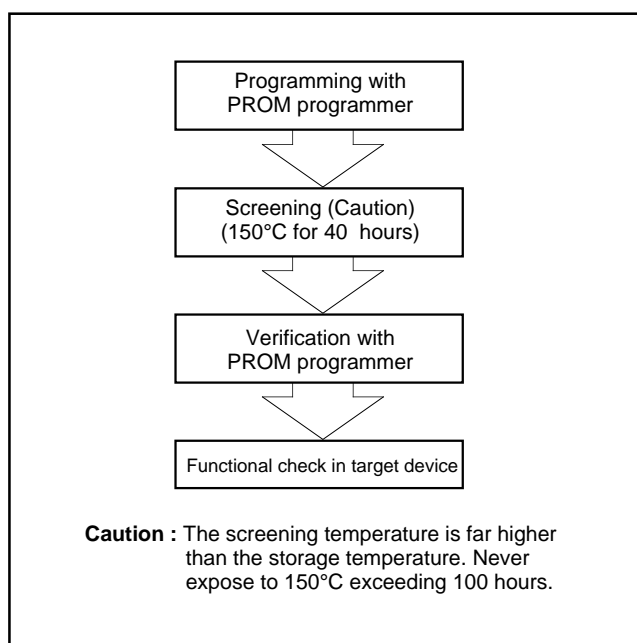 Programming with
PROM programmer
Screening (Caution)
(150°C for 40 hours)
Verification with
PROM programmer
Functional check in target device
Caution : The screening temperature is far higher
than the storage temperature. Never
expose to 150°C exceeding 100 hours.